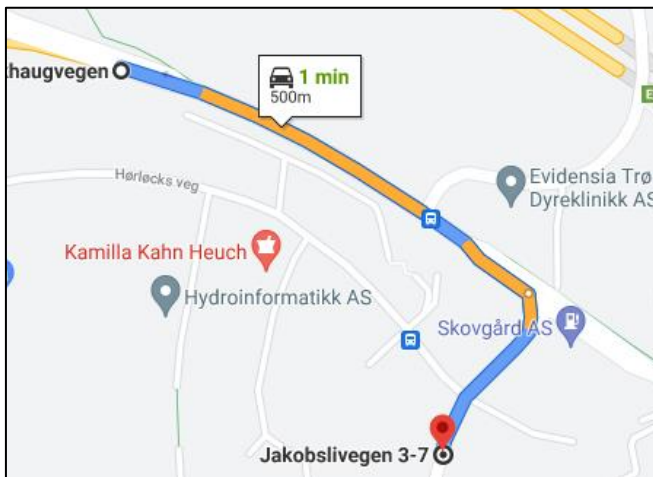 thaugvegen
1 min
500m
E
Hørløcks veg
Evidensia Trø
Dyreklinikk AS
Kamilla Kahn Heuch
Hydroinformatikk AS
Skovgård AS
Jakobslivegen 3-7